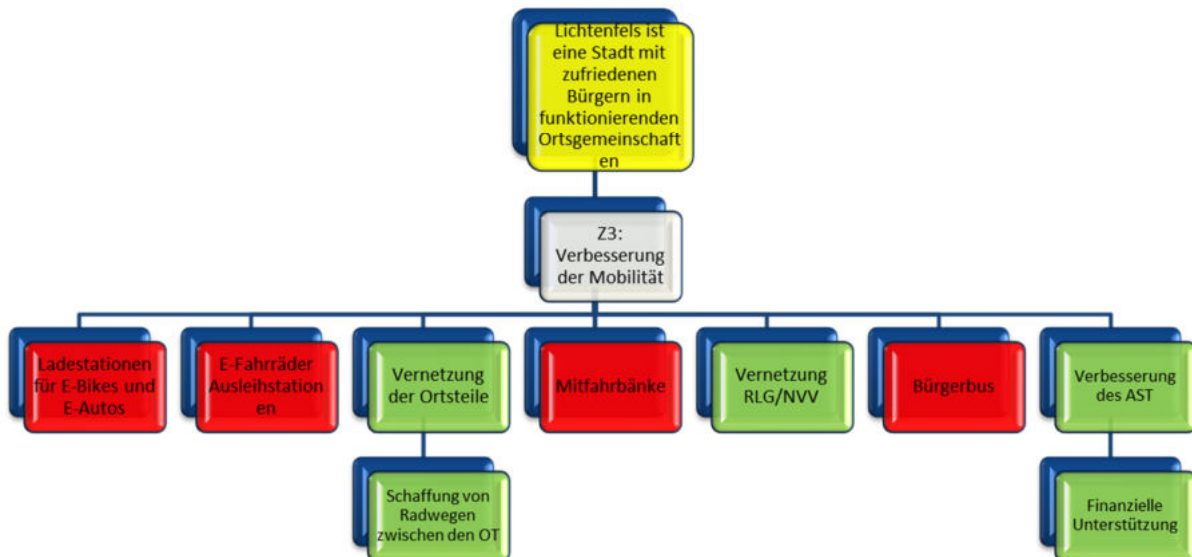 Lichtenfels ist
eine Stadt mit
zufriedenen
Bürgern in
funktionierenden
Ortsgemeinschaft
en
Z3:
Verbesserung
der Mobilität
Ladestationen
für E-Bikes und
E-Autos
E-Fahrräder
Ausleihstation
en
Vernetzung
der Ortsteile
Mitfahrbänke
Vernetzung
RLG/NVV
Bürgerbus
Verbesserung
des AST
Schaffung von
Radwegen
zwischen den OT
Finanzielle
Unterstützung